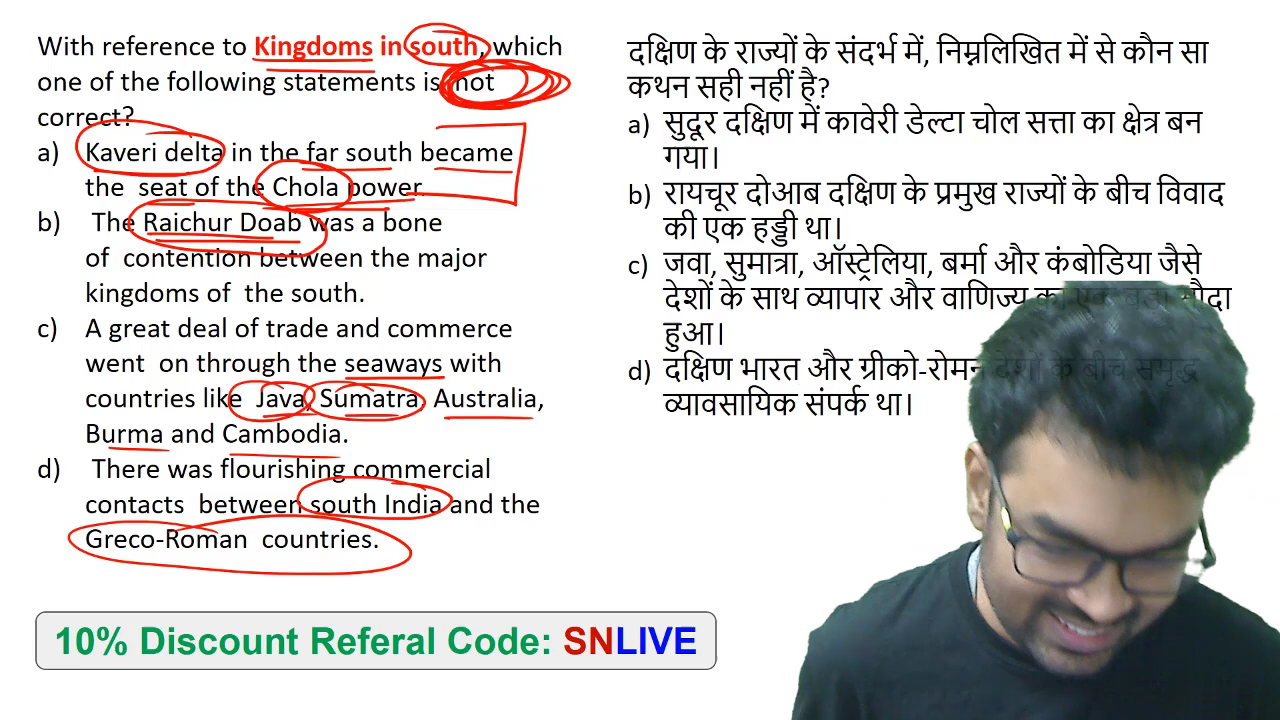 With reference to Kingdoms in south, which
one of the following statements is not
correct?
a) Kaveri delta in the far south became
the seat of the Chola power.
b) The Raichur Doab was a bone
of contention between the major
kingdoms of the south.
c) A great deal of trade and commerce
went on through the seaways with
countries like Java, Sumatra, Australia,
Burma and Cambodia.
d) There was flourishing commercial
contacts between south India and the
Greco-Roman countries.
दक्षिण के राज्यों के संदर्भ में, निम्नलिखित में से कौन सा
कथन सही नहीं है?
a) सुदूर दक्षिण में कावेरी डेल्टा चोल सत्ता का क्षेत्र बन
गया।
b) रायचूर दोआब दक्षिण के प्रमुख राज्यों के बीच विवाद
की एक हड्डी था।
c) जवा, सुमात्रा, ऑस्ट्रेलिया, बर्मा और कंबोडिया जैसे
देशों के साथ व्यापार और वाणिज्य का एक बड़ा सौदा
हुआ।
d) दक्षिण भारत और ग्रीको-रोमन देशों के बीच समृद्ध
व्यावसायिक संपर्क था।
10% Discount Referal Code: SNLIVE